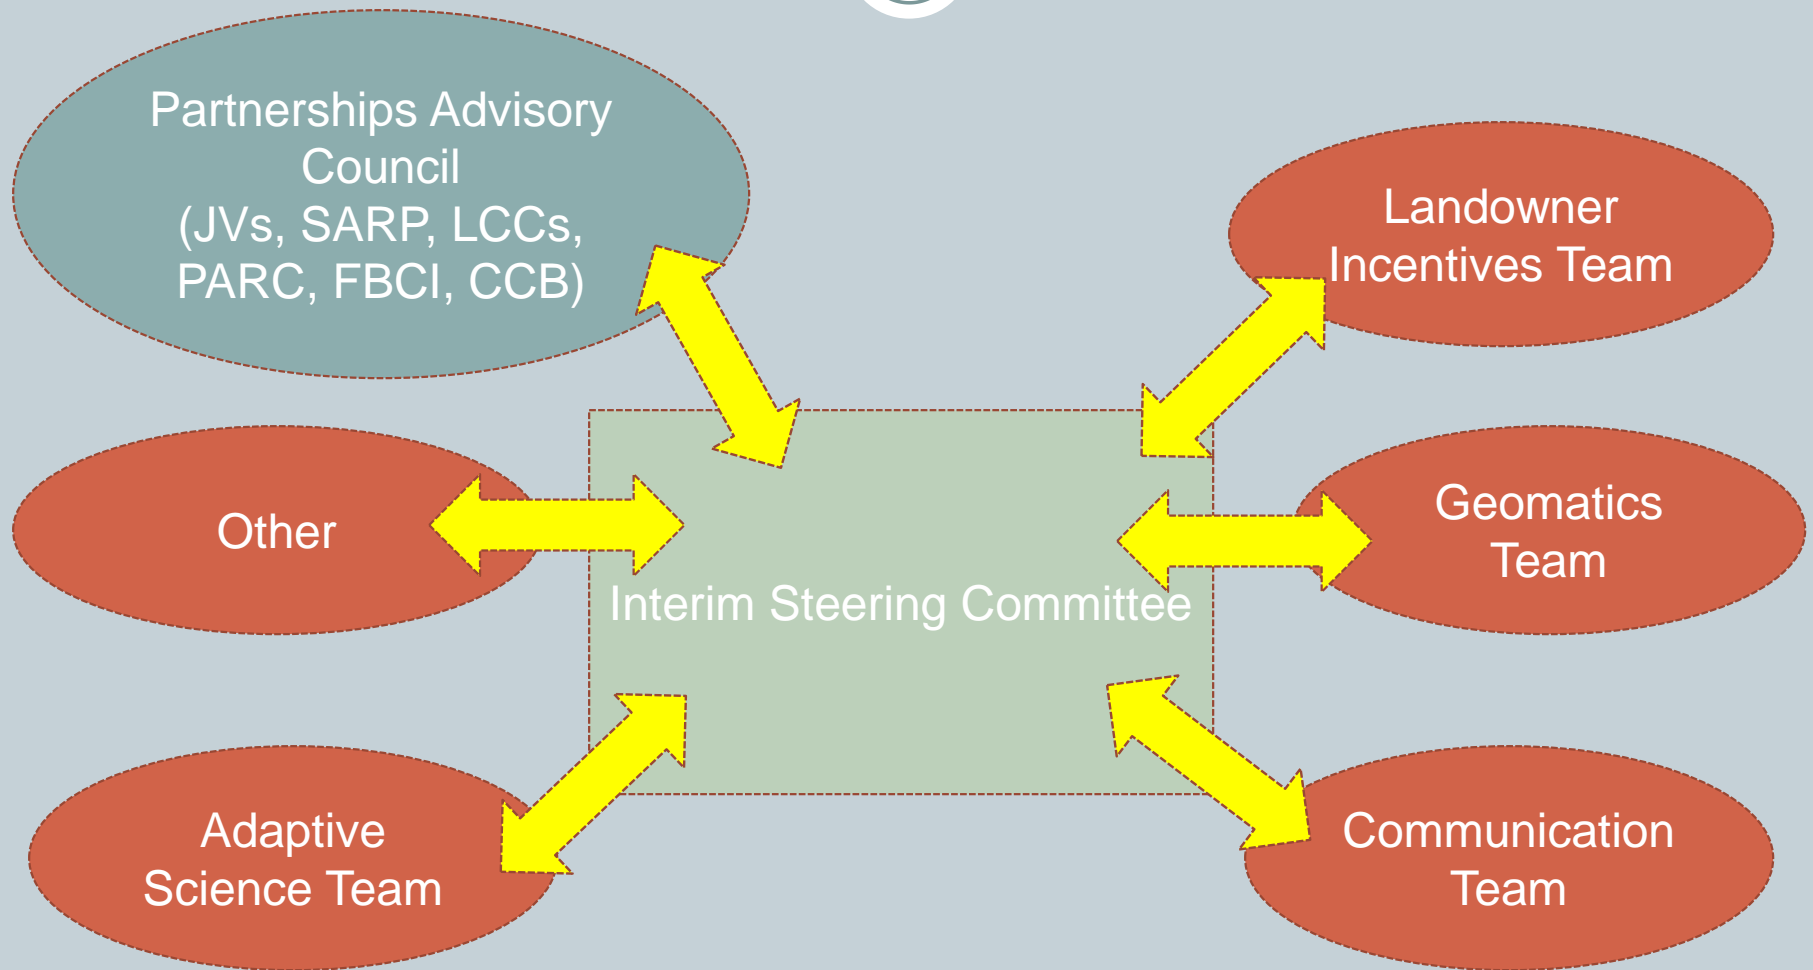 Partnerships Advisory
Council
(JVs, SARP, LCCs,
PARC, FBCI, CCB)
Landowner
Incentives Team
Other
Geomatics
Team
Interim Steering Committee
Adaptive
Science Team
Communication
Team